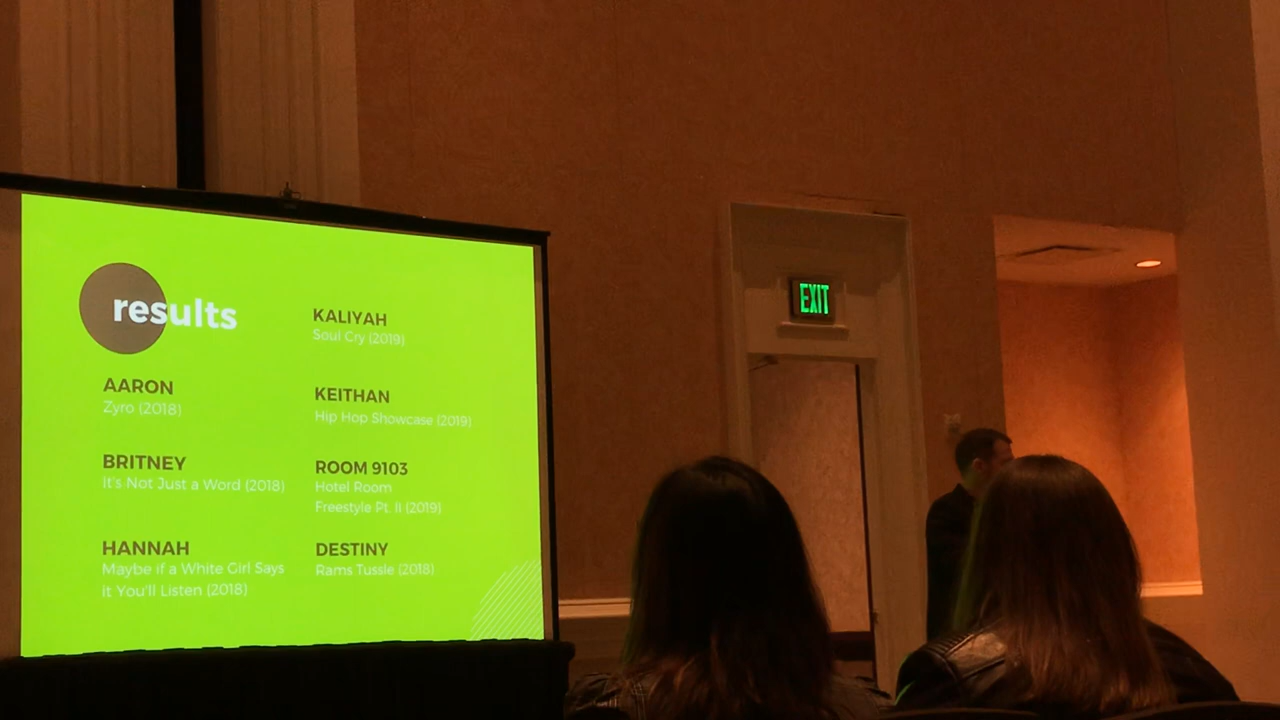 results
AARON
Zyro (2018)
BRITNEY
It's Not Just a Word (2018)
HANNAH
Maybe if a White Girl Says
it You'll Listen (2018)
KALIYAH
Soul Cry (2019)
KEITHAN
Hip Hop Showcase (2019)
ROOM 9103
Hotel Room
Freestyle Pt. II (2019)
DESTINY
Rams Tussle (2018)
EXIT